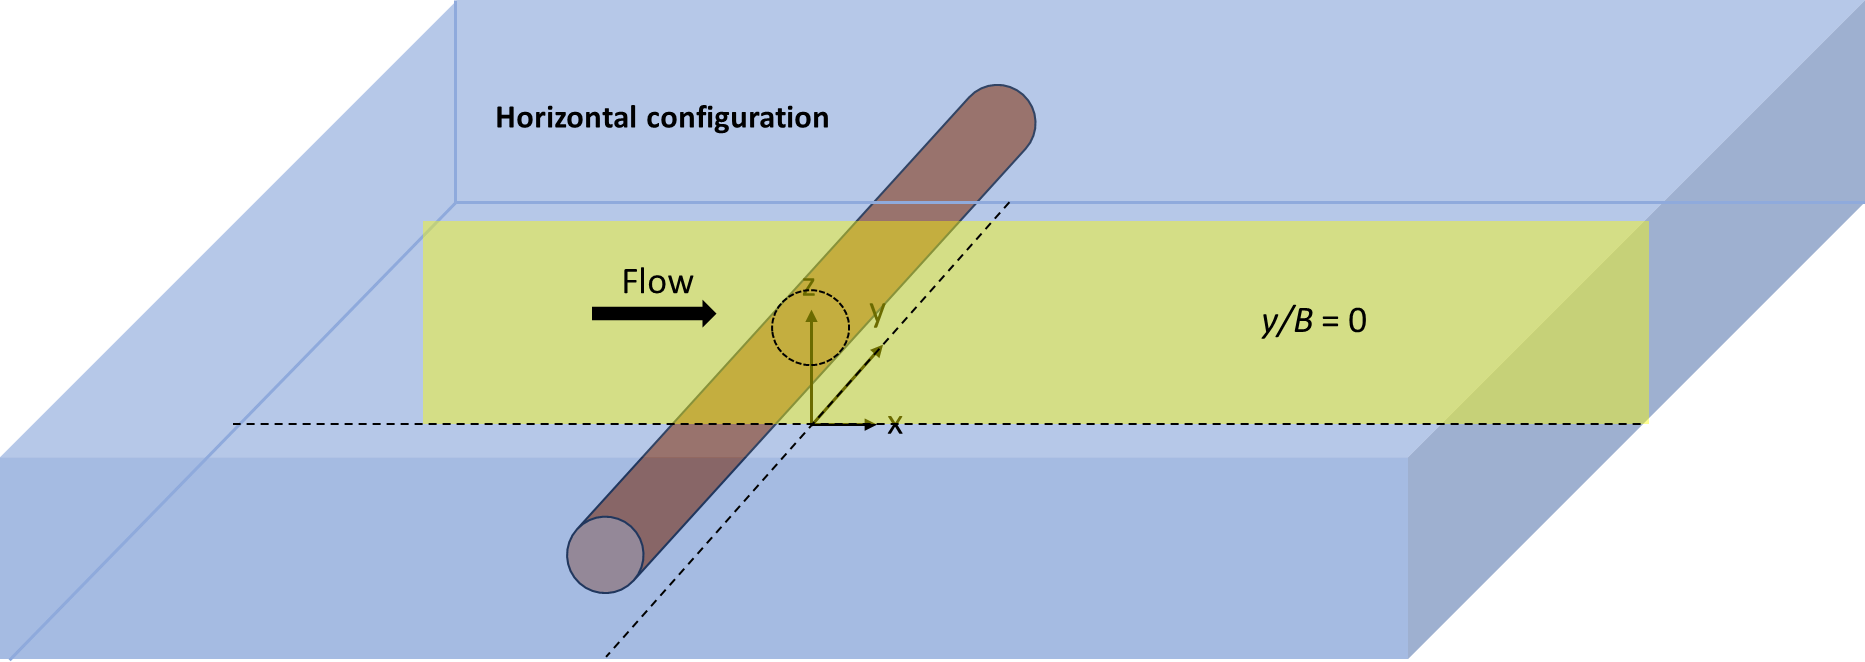 Horizontal configuration
Flow
z
y
y/B = 0
x